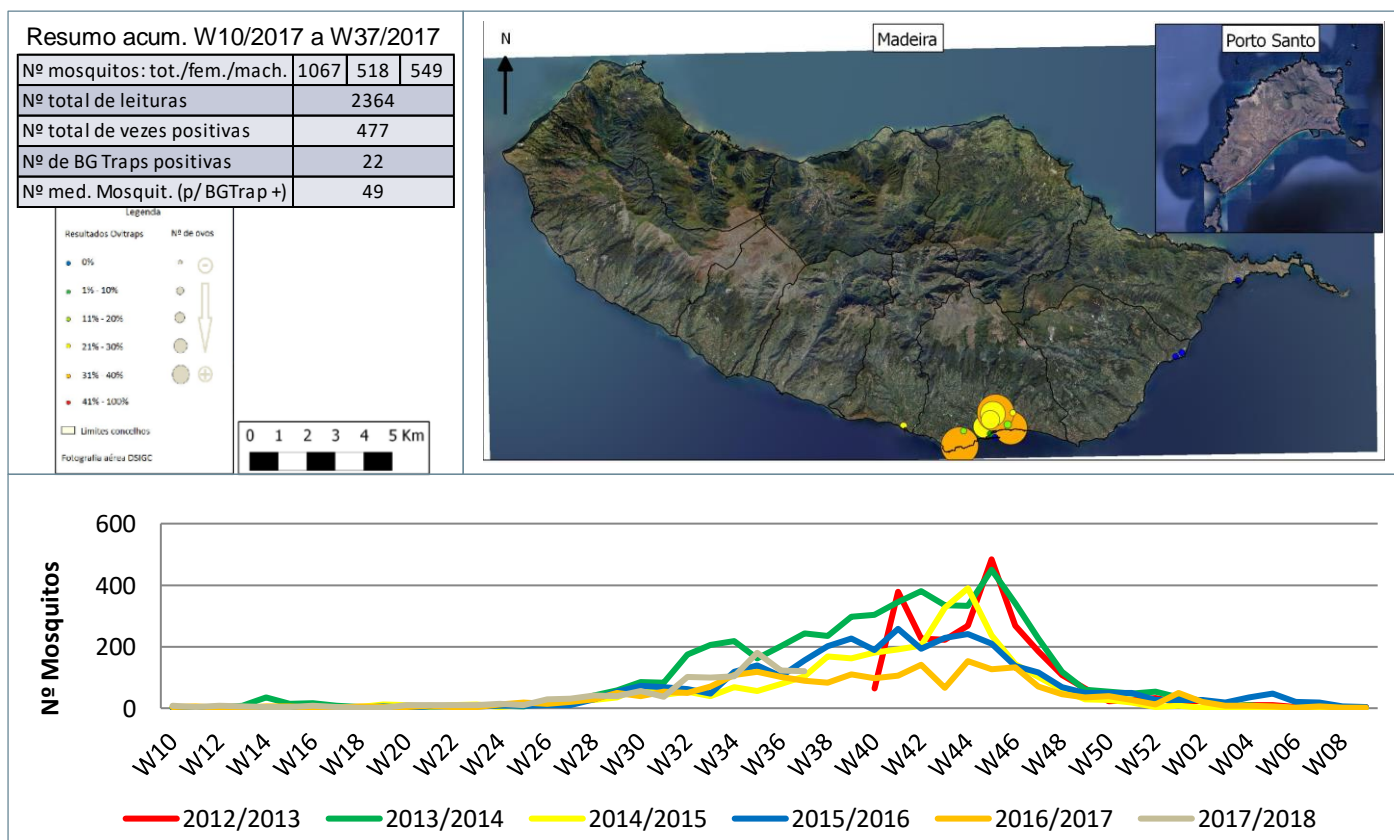 Resumo acum. W10/2017 a W37/2017
Nº mosquitos: tot./fem./mach. 1067 518 549
Nº total de leituras 2364
Nº total de vezes positivas 477
Nº de BG Traps positivas 22
Nº med. Mosquit. (p/ BGTrap +) 49
Legenda
Resultados Ovitraps Nº de ovos
0%
1% - 10%
11% - 20%
21% - 30%
31% - 40%
41% - 100%
Limites concelhos
Fotografia aérea DSIGC
0 1 2 3 4 5 Km
N
Madeira
Porto Santo
Nº Mosquitos
600
400
200
0
W10 W12 W14 W16 W18 W20 W22 W24 W26 W28 W30 W32 W34 W36 W38 W40 W42 W44 W46 W48 W50 W52 W02 W04 W06 W08
2012/2013 2013/2014 2014/2015 2015/2016 2016/2017 2017/2018